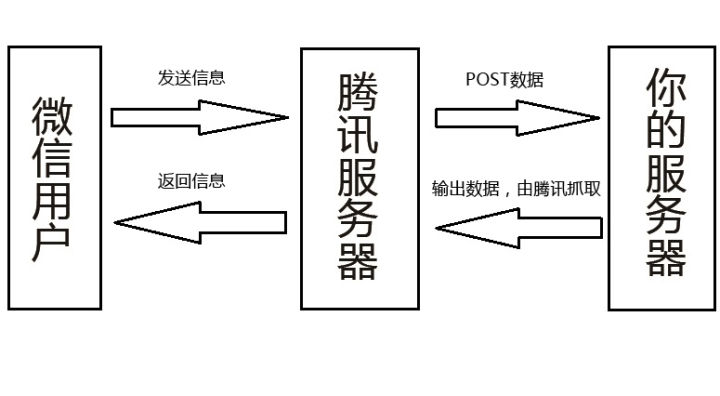 微信用户
发送信息
返回信息
腾讯服务器
POST数据
输出数据，由腾讯抓取
你的服务器